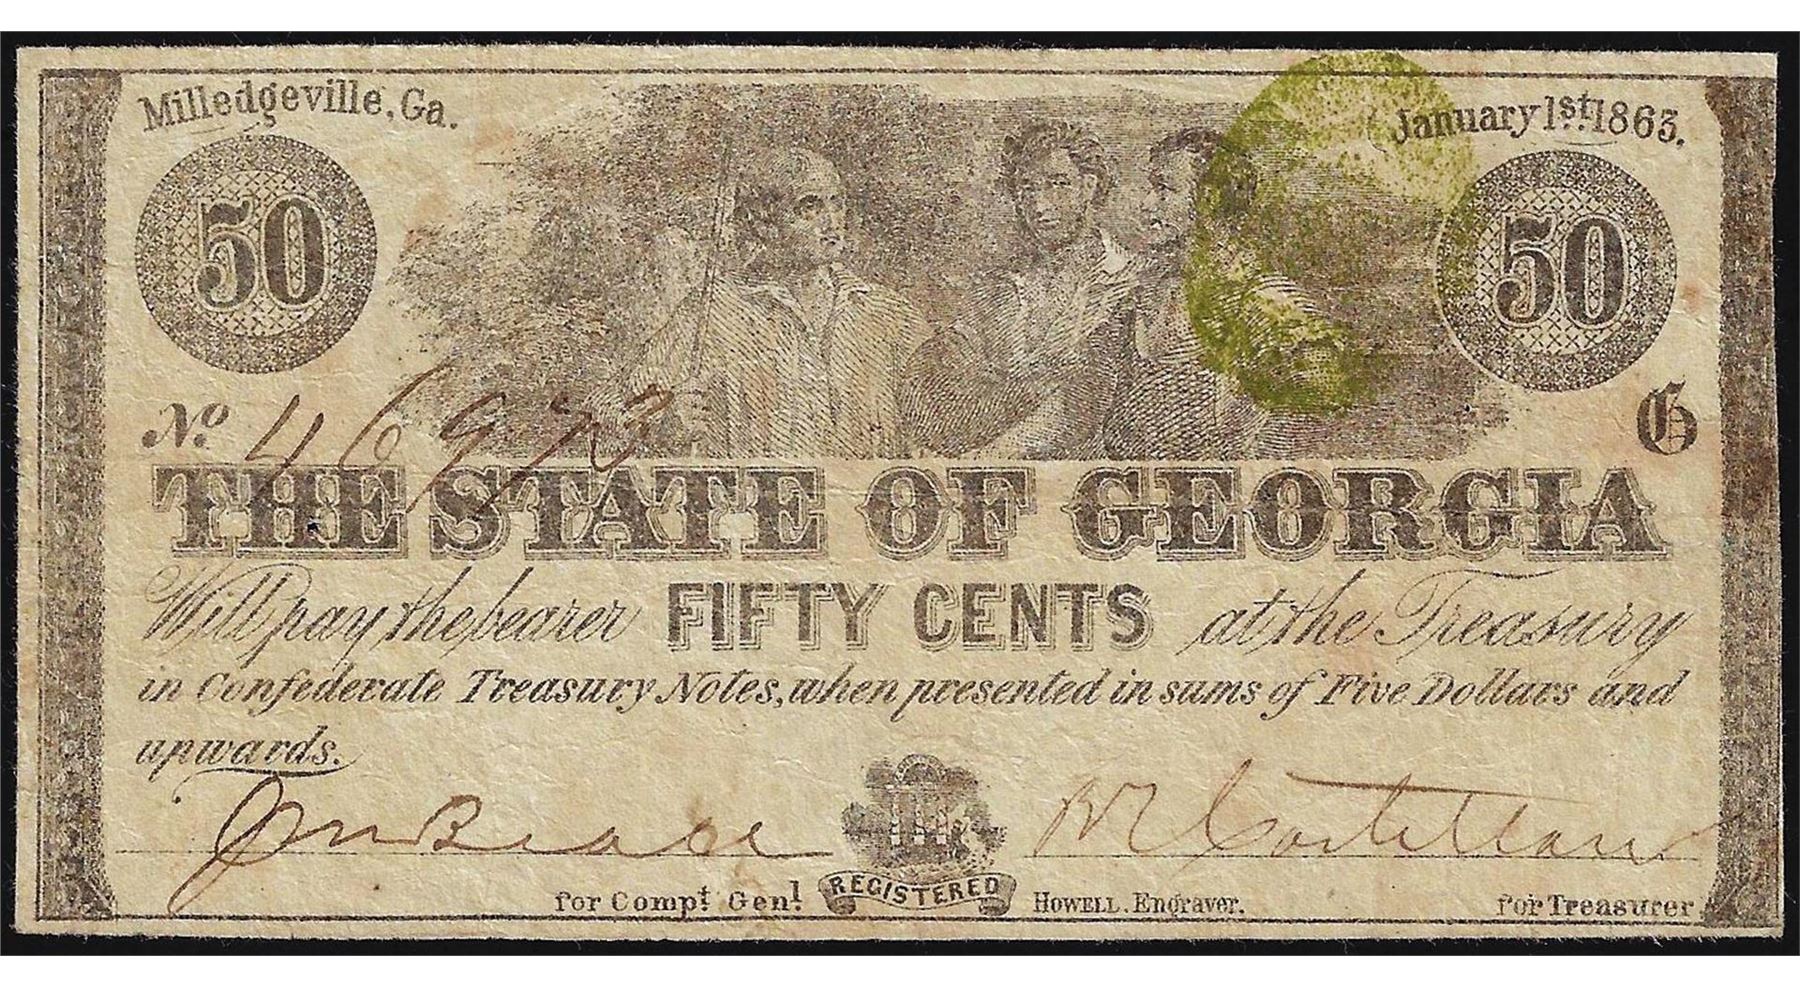 Milledgeville, Ga.
January 1st 1863.
50
50
No. 46973
G
THE STATE OF GEORGIA
Will pay the bearer FIFTY CENTS at the Treasury
in Confederate Treasury Notes, when presented in sums of Five Dollars and
upwards.
for Compt. Genl.
REGISTERED
HOWELL. Engraver.
for Treasurer